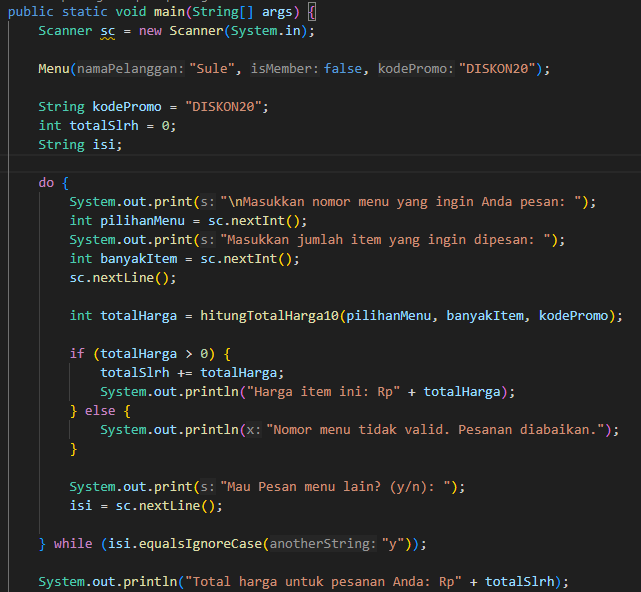 public static void main(String[] args) {
Scanner sc = new Scanner(System.in);
Menu(namaPelanggan: "Sule", isMember: false, kodePromo: "DISKON20");
String kodePromo = "DISKON20";
int totalSlrh = 0;
String isi;
do {
System.out.print(s: "\nMasukkan nomor menu yang ingin Anda pesan: ");
int pilihanMenu = sc.nextInt();
System.out.print(s: "Masukkan jumlah item yang ingin dipesan: ");
int banyakItem = sc.nextInt();
sc.nextLine();
int totalHarga = hitungTotalHarga10(pilihanMenu, banyakItem, kodePromo);
if (totalHarga > 0) {
totalSlrh += totalHarga;
System.out.println("Harga item ini: Rp" + totalHarga);
} else {
System.out.println(x: "Nomor menu tidak valid. Pesanan diabaikan.");
}
System.out.print(s: "Mau Pesan menu lain? (y/n): ");
isi = sc.nextLine();
} while (isi.equalsIgnoreCase(anotherString: "y"));
System.out.println("Total harga untuk pesanan Anda: Rp" + totalSlrh);